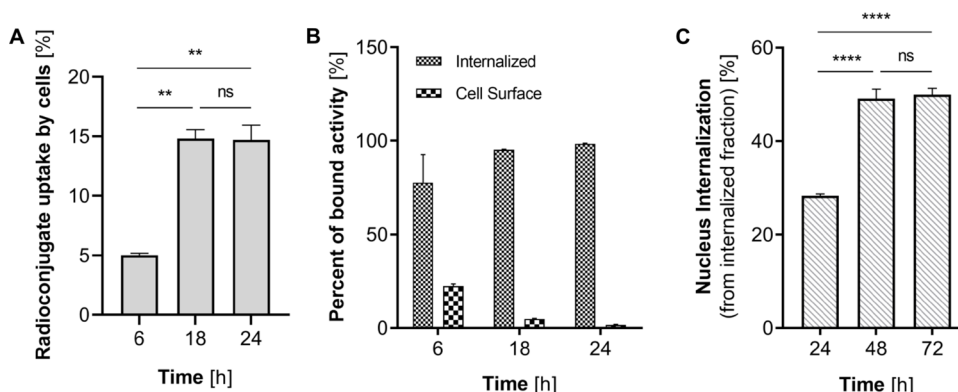 A
Radioconjugate uptake by cells [%]
20
15
10
5
0
**
**
ns
6 18 24
Time [h]
B
Percent of bound activity [%]
150
100
50
0
Internalized
Cell Surface
6 18 24
Time [h]
C
Nucleus Internalization
(from internalized fraction) [%]
60
40
20
0
****
****
ns
24 48 72
Time [h]